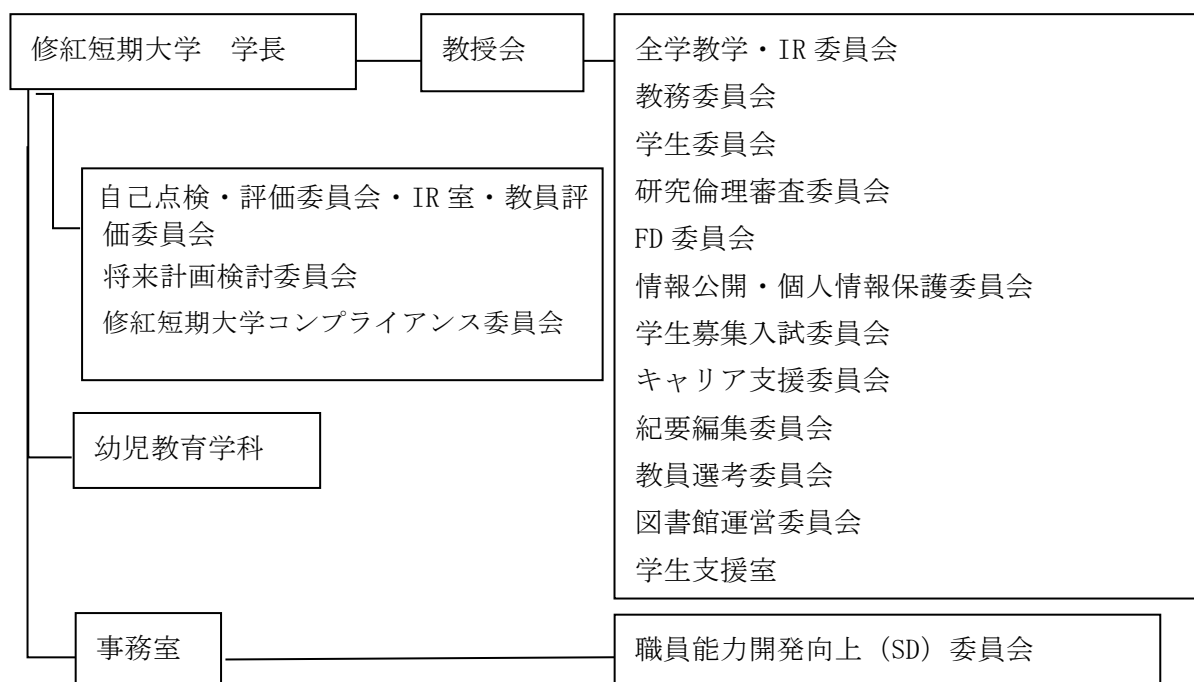 修紅短期大学　学長
教授会
全学教学・IR 委員会
教務委員会
学生委員会
研究倫理審査委員会
FD 委員会
情報公開・個人情報保護委員会
学生募集入試委員会
キャリア支援委員会
紀要編集委員会
教員選考委員会
図書館運営委員会
学生支援室
自己点検・評価委員会・IR 室・教員評
価委員会
将来計画検討委員会
修紅短期大学コンプライアンス委員会
幼児教育学科
事務室
職員能力開発向上（SD）委員会